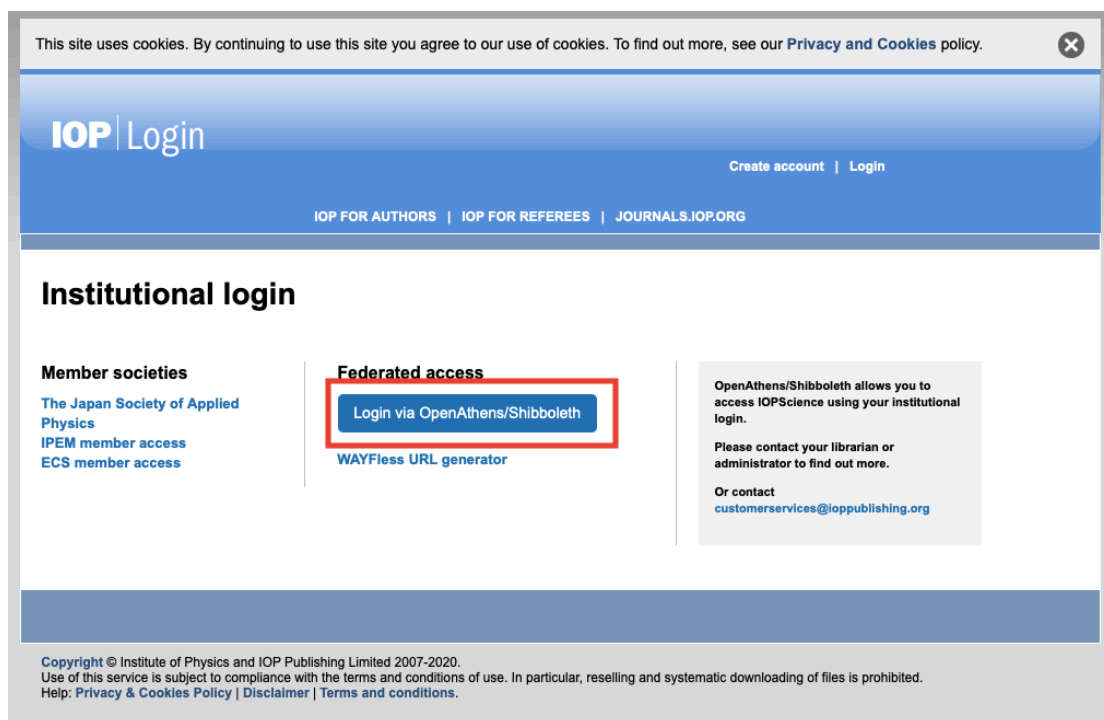 This site uses cookies. By continuing to use this site you agree to our use of cookies. To find out more, see our Privacy and Cookies policy.
IOP Login
Create account | Login
IOP FOR AUTHORS | IOP FOR REFEREES | JOURNALS.IOP.ORG
Institutional login
Member societies
The Japan Society of Applied
Physics
IPEM member access
ECS member access
Federated access
Login via OpenAthens/Shibboleth
WAYFless URL generator
OpenAthens/Shibboleth allows you to
access IOPScience using your institutional
login.
Please contact your librarian or
administrator to find out more.
Or contact
customerservices@ioppublishing.org
Copyright © Institute of Physics and IOP Publishing Limited 2007-2020.
Use of this service is subject to compliance with the terms and conditions of use. In particular, reselling and systematic downloading of files is prohibited.
Help: Privacy & Cookies Policy | Disclaimer | Terms and conditions.